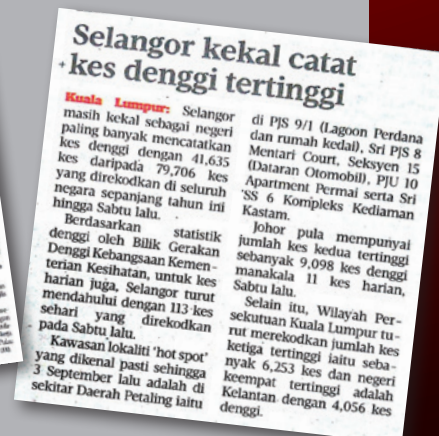 Selangor kekal catat
kes denggi tertinggi
Kuala Lumpur: Selangor
masih kekal sebagai negeri
paling banyak mencatatkan
kes denggi dengan 41,635
kes daripada 79,706 kes
yang direkodkan di seluruh
negara sepanjang tahun ini
hingga Sabtu lalu.
Berdasarkan statistik
denggi oleh Bilik Gerakan
Denggi Kebangsaan Kemen-
terian Kesihatan, untuk kes
harian juga, Selangor turut
mendahului dengan 113 kes
sehari yang direkodkan
pada Sabtu lalu.
Kawasan lokaliti 'hot spot'
yang dikenal pasti sehingga
3 September lalu adalah di
sekitar Daerah Petaling iaitu
di PJS 9/1 (Lagoon Perdana
dan rumah kedai), Sri PJS 8
Mentari Court, Seksyen 15
(Dataran Otomobil), PJU 10
Apartment Permai serta Sri
SS 6 Kompleks Kediaman
Kastam.
Johor pula mempunyai
jumlah kes kedua tertinggi
sebanyak 9,098 kes denggi
manakala 11 kes harian,
Sabtu lalu.
Selain itu, Wilayah Per-
sekutuan Kuala Lumpur tu-
rut merekodkan jumlah kes
ketiga tertinggi iaitu seba-
nyak 6,253 kes dan negeri
keempat tertinggi adalah
Kelantan dengan 4,056 kes
denggi.